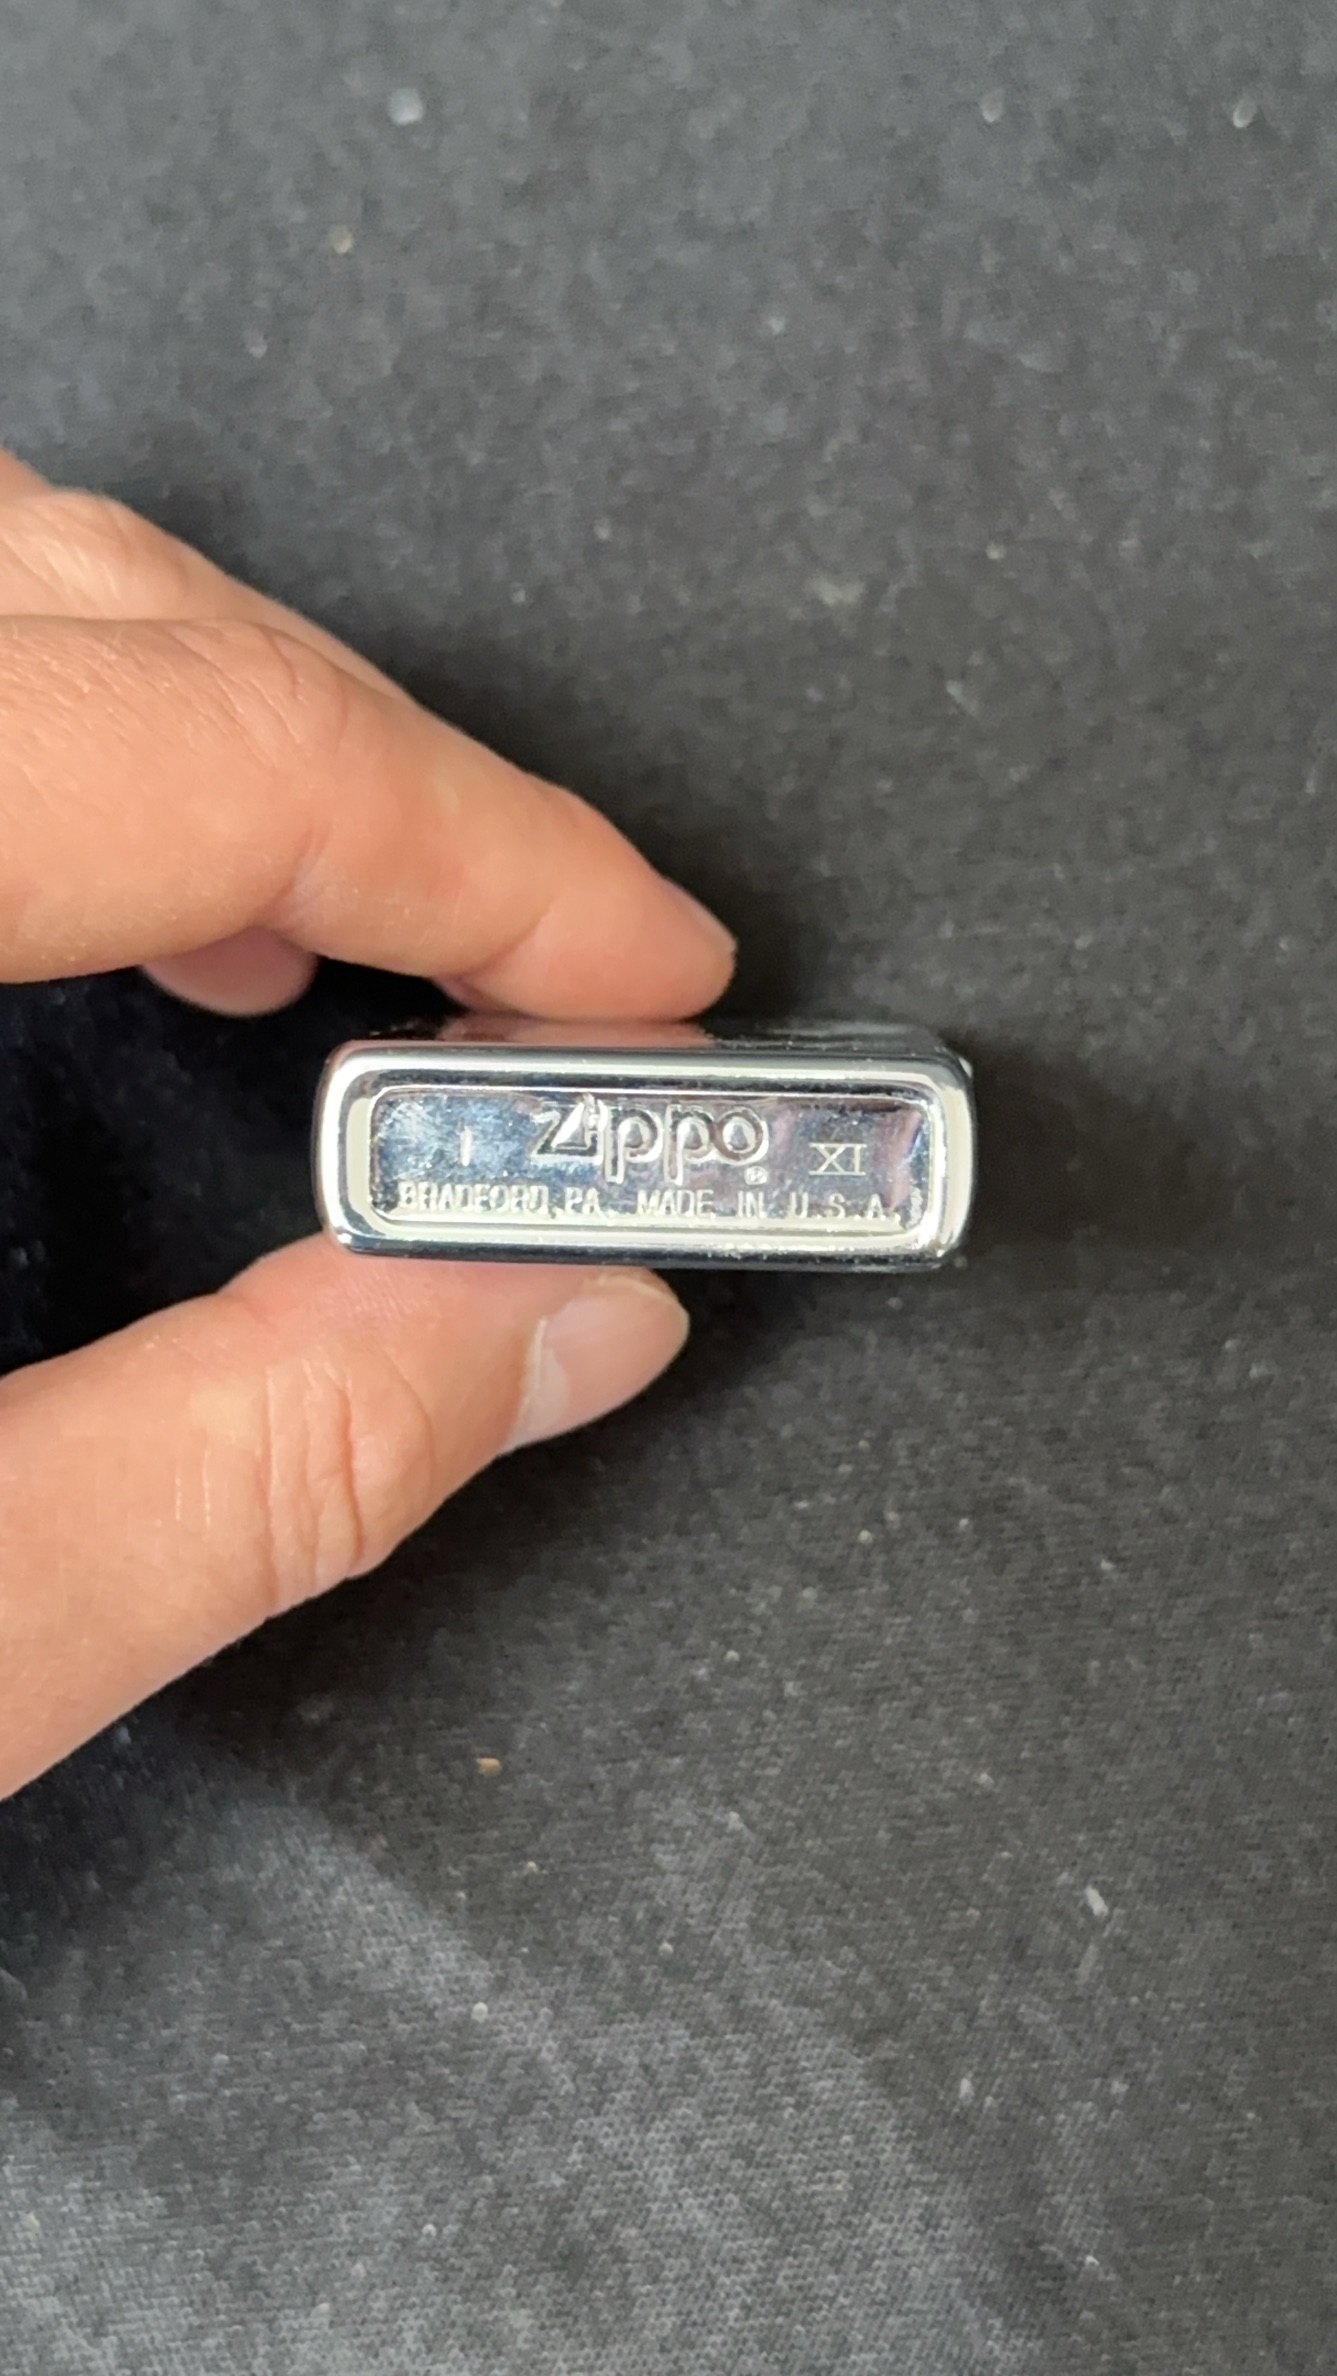 I Zippo® XI
BRADFORD, PA. MADE IN U.S.A.